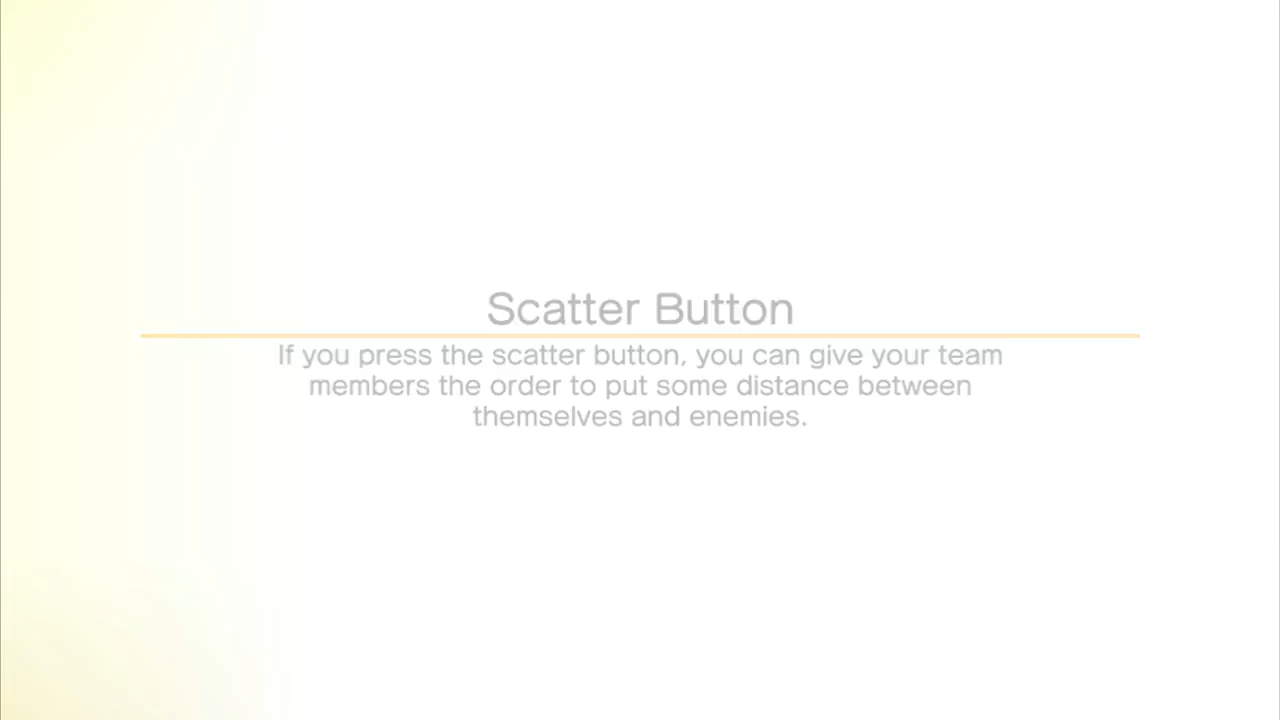 Scatter Button
If you press the scatter button, you can give your team
members the order to put some distance between
themselves and enemies.